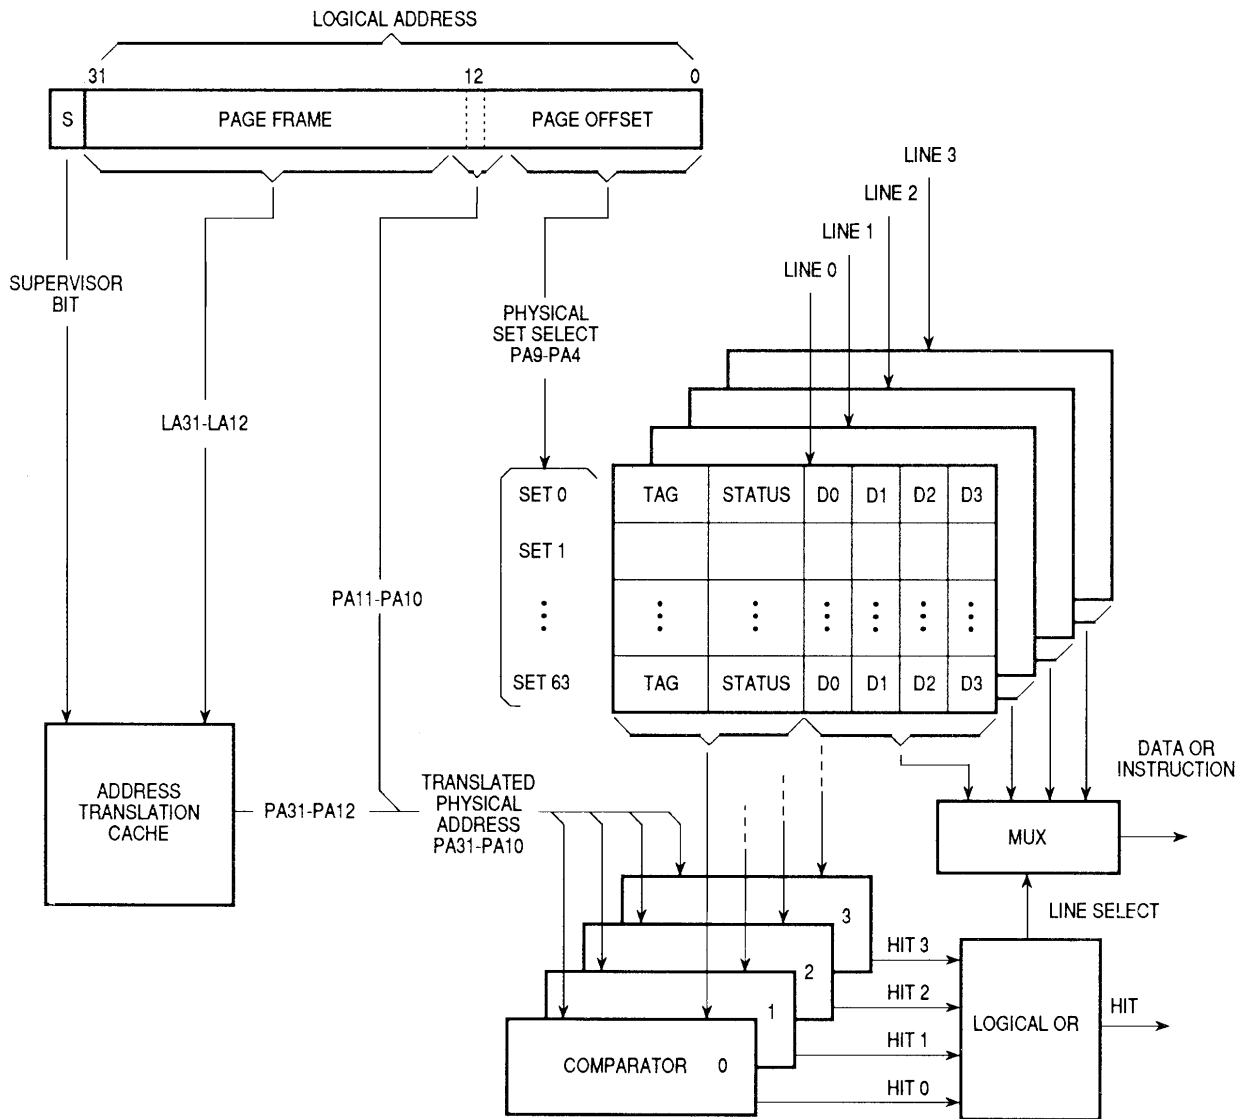 LOGICAL ADDRESS
31 12 0
S PAGE FRAME PAGE OFFSET
LINE 3
LINE 2
LINE 1
LINE 0
SUPERVISOR
BIT
PHYSICAL
SET SELECT
PA9-PA4
LA31-LA12
SET 0 TAG STATUS D0 D1 D2 D3
SET 1
PA11-PA10
SET 63 TAG STATUS D0 D1 D2 D3
ADDRESS
TRANSLATION
CACHE
PA31-PA12
TRANSLATED
PHYSICAL
ADDRESS
PA31-PA10
DATA OR
INSTRUCTION
MUX
LINE SELECT
3
2
1
COMPARATOR 0
HIT 3
HIT 2
HIT 1
HIT 0
LOGICAL OR
HIT